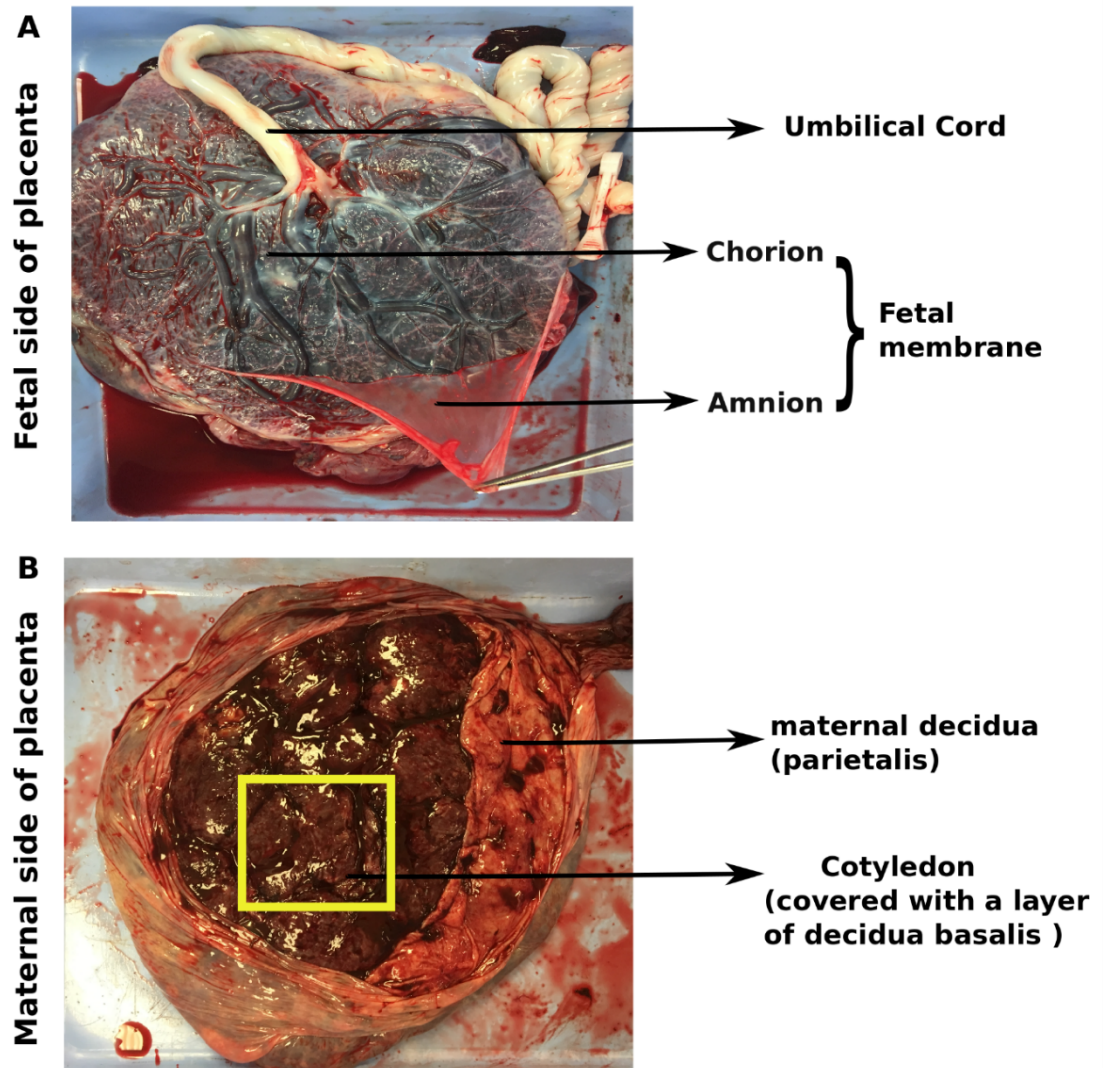 A
Fetal side of placenta
Umbilical Cord
Chorion
Fetal
membrane
Amnion
B
Maternal side of placenta
maternal decidua
(parietalis)
Cotyledon
(covered with a layer
of decidua basalis )